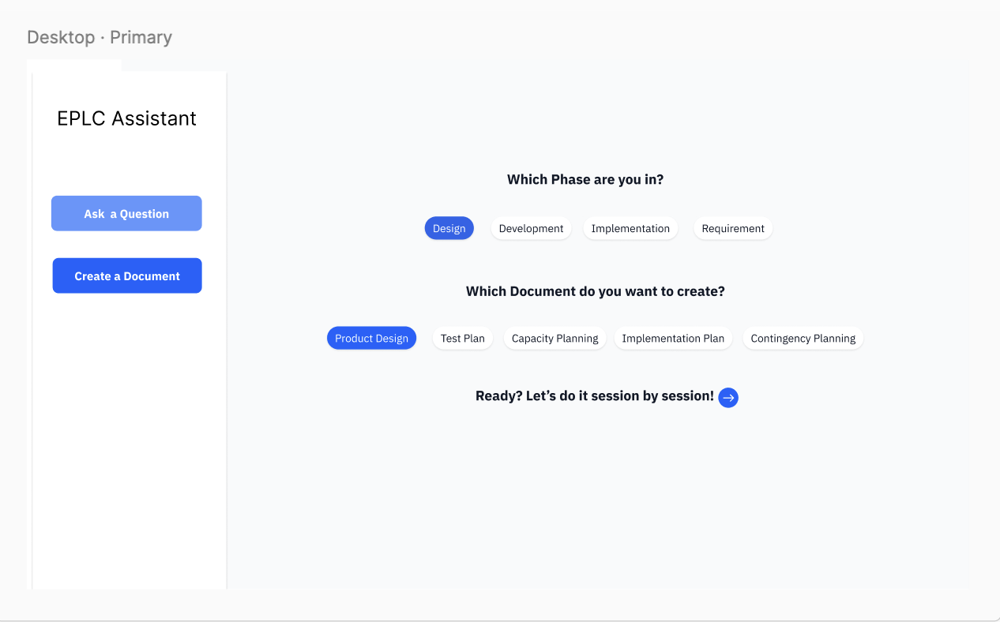 Desktop · Primary
EPLC Assistant
Ask a Question
Create a Document
Which Phase are you in?
Design Development Implementation Requirement
Which Document do you want to create?
Product Design Test Plan Capacity Planning Implementation Plan Contingency Planning
Ready? Let’s do it session by session!